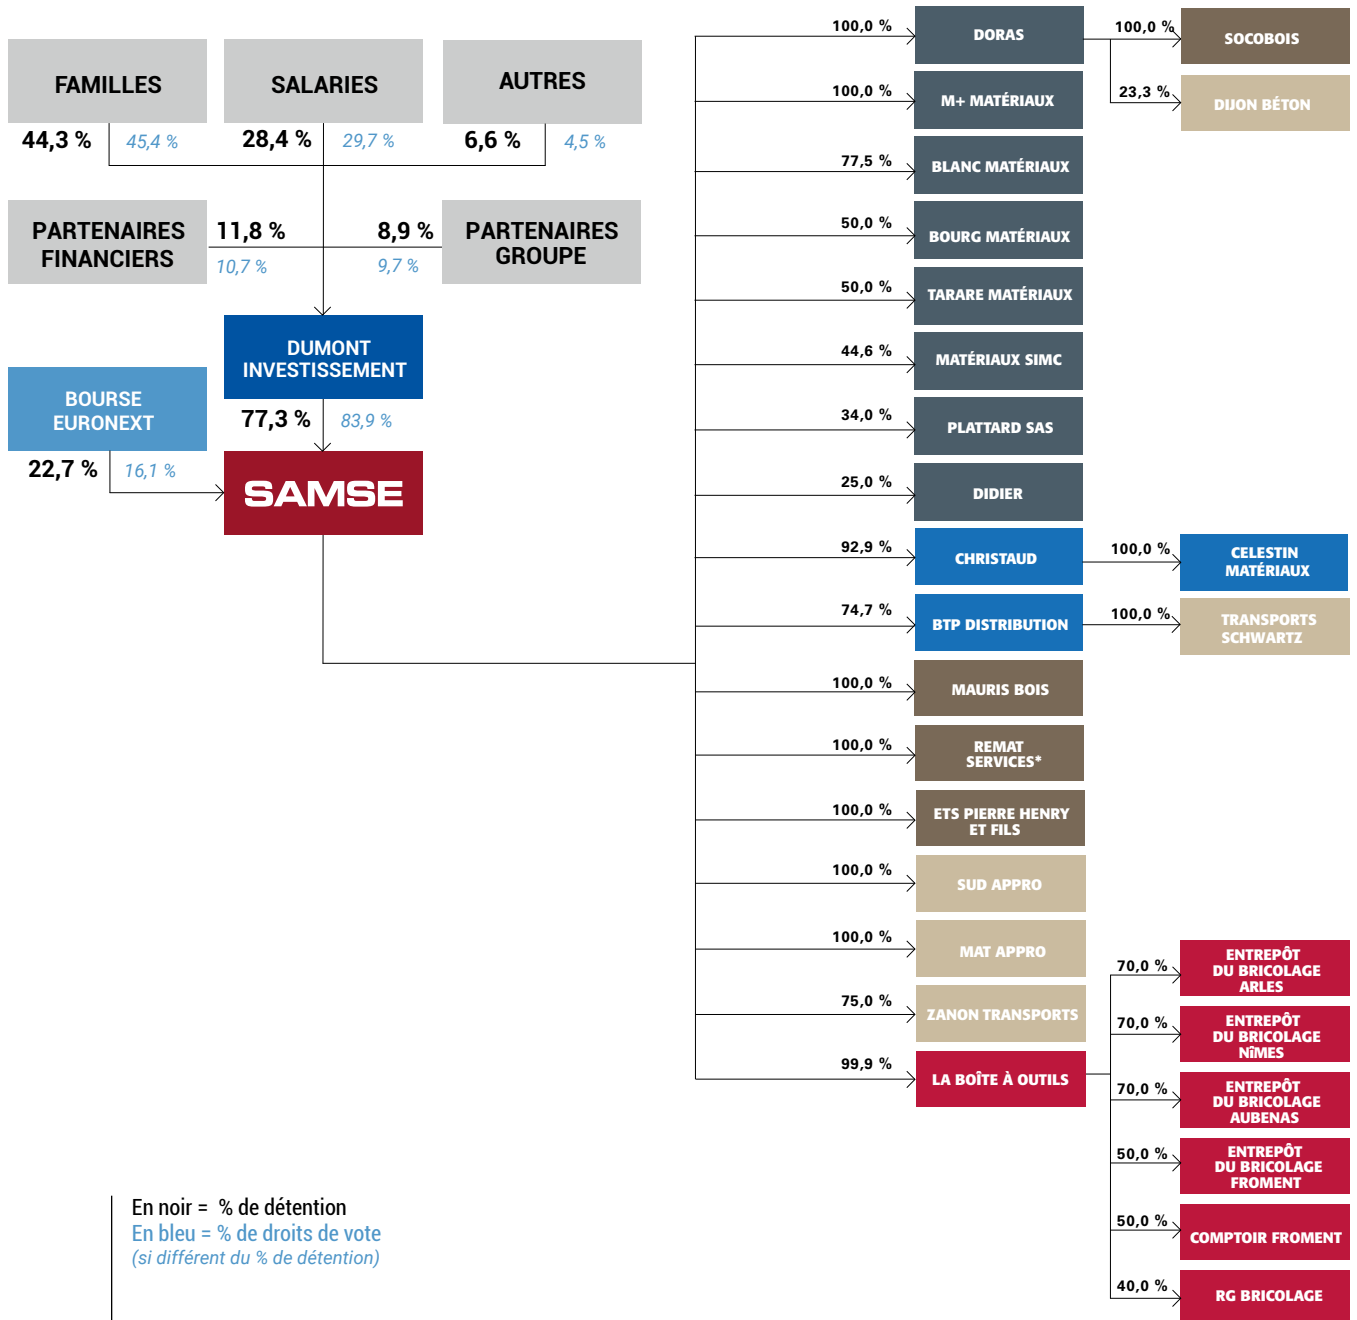 FAMILLES
SALARIES
AUTRES
44,3 % 45,4 %
28,4 % 29,7 %
6,6 % 4,5 %
PARTENAIRES
FINANCIERS
11,8 %
10,7 %
8,9 %
9,7 %
PARTENAIRES
GROUPE
DUMONT
INVESTISSEMENT
BOURSE
EURONEXT
77,3 % 83,9 %
22,7 % 16,1 %
SAMSE
100,0 %
DORAS
100,0 %
SOCOBOIS
23,3 %
DIJON BÉTON
100,0 %
M+ MATÉRIAUX
77,5 %
BLANC MATÉRIAUX
50,0 %
BOURG MATÉRIAUX
50,0 %
TARARE MATÉRIAUX
44,6 %
MATÉRIAUX SIMC
34,0 %
PLATTARD SAS
25,0 %
DIDIER
92,9 %
CHRISTAUD
100,0 %
CELESTIN
MATÉRIAUX
74,7 %
BTP DISTRIBUTION
100,0 %
TRANSPORTS
SCHWARTZ
100,0 %
MAURIS BOIS
100,0 %
REMAT
SERVICES*
100,0 %
ETS PIERRE HENRY
ET FILS
100,0 %
SUD APPRO
100,0 %
MAT APPRO
75,0 %
ZANON TRANSPORTS
99,9 %
LA BOÎTE À OUTILS
70,0 %
ENTREPÔT
DU BRICOLAGE
ARLES
70,0 %
ENTREPÔT
DU BRICOLAGE
NÎMES
70,0 %
ENTREPÔT
DU BRICOLAGE
AUBENAS
50,0 %
ENTREPÔT
DU BRICOLAGE
FROMENT
50,0 %
COMPTOIR FROMENT
40,0 %
RG BRICOLAGE
En noir = % de détention
En bleu = % de droits de vote
(si différent du % de détention)